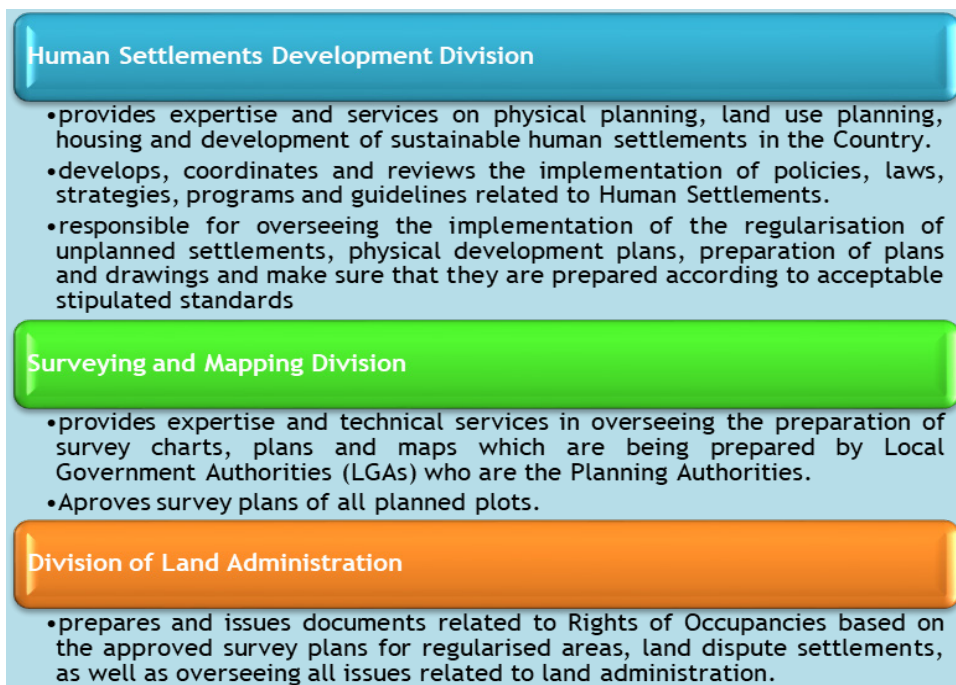 Human Settlements Development Division
•provides expertise and services on physical planning, land use planning,
housing and development of sustainable human settlements in the Country.
•develops, coordinates and reviews the implementation of policies, laws,
strategies, programs and guidelines related to Human Settlements.
•responsible for overseeing the implementation of the regularisation of
unplanned settlements, physical development plans, preparation of plans
and drawings and make sure that they are prepared according to acceptable
stipulated standards
Surveying and Mapping Division
•provides expertise and technical services in overseeing the preparation of
survey charts, plans and maps which are being prepared by Local
Government Authorities (LGAs) who are the Planning Authorities.
•Aproves survey plans of all planned plots.
Division of Land Administration
•prepares and issues documents related to Rights of Occupancies based on
the approved survey plans for regularised areas, land dispute settlements,
as well as overseeing all issues related to land administration.